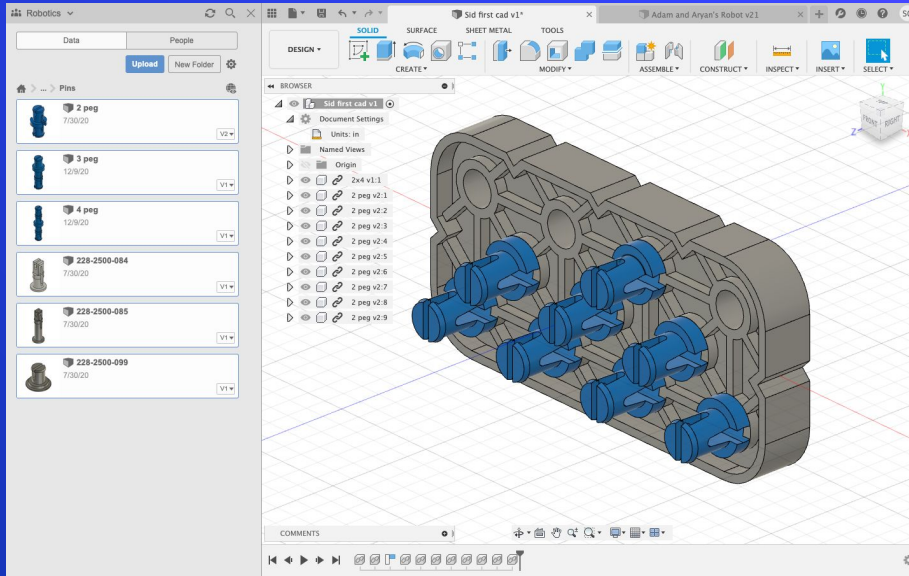 Robotics
Data
People
Upload
New Folder
... > Pins
2 peg
7/30/20
V2
3 peg
12/9/20
V1
4 peg
12/9/20
V1
228-2500-084
7/30/20
V1
228-2500-085
7/30/20
V1
228-2500-099
7/30/20
V1
Sid first cad v1*
Adam and Aryan's Robot v21
DESIGN
SOLID
SURFACE
SHEET METAL
TOOLS
CREATE
MODIFY
ASSEMBLE
CONSTRUCT
INSPECT
INSERT
SELECT
BROWSER
Sid first cad v1
Document Settings
Units: in
Named Views
Origin
2x4 v1:1
2 peg v2:1
2 peg v2:2
2 peg v2:3
2 peg v2:4
2 peg v2:5
2 peg v2:6
2 peg v2:7
2 peg v2:8
2 peg v2:9
Y
FRONT
RIGHT
Z
COMMENTS